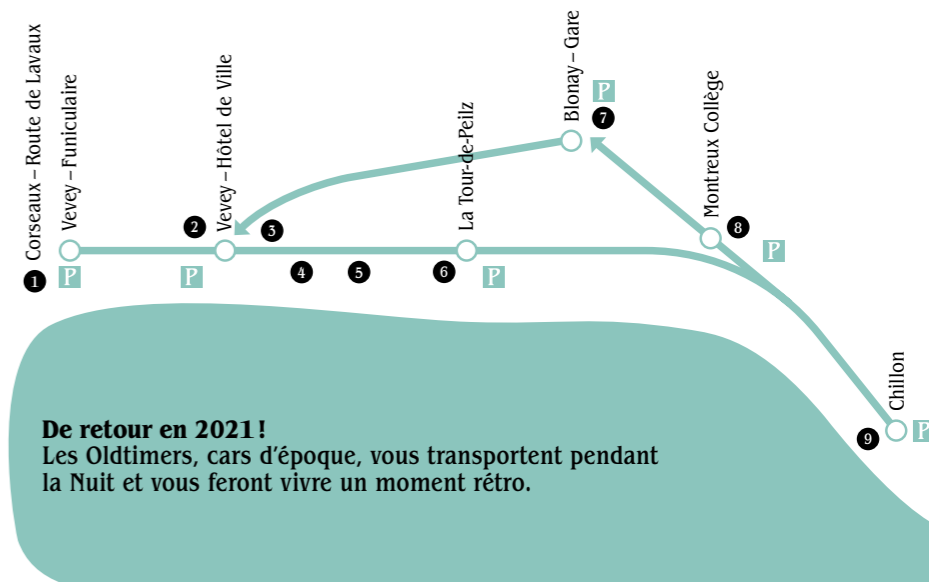 Corseaux – Route de Lavaux
Vevey – Funiculaire
1
P
2
P
Vevey – Hôtel de Ville
3
4
5
6
La Tour-de-Peilz
P
Blonay – Gare
P
7
Montreux Collège
8
P
Chillon
9
P
De retour en 2021!
Les Oldtimers, cars d'époque, vous transportent pendant
la Nuit et vous feront vivre un moment rétro.